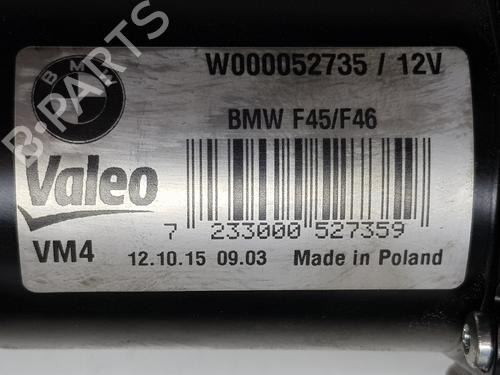 B-PARTS
BMW
W000052735 / 12V
BMW F45/F46
Valeo
7 233000 527359
VM4
12.10.15 09.03 Made in Poland